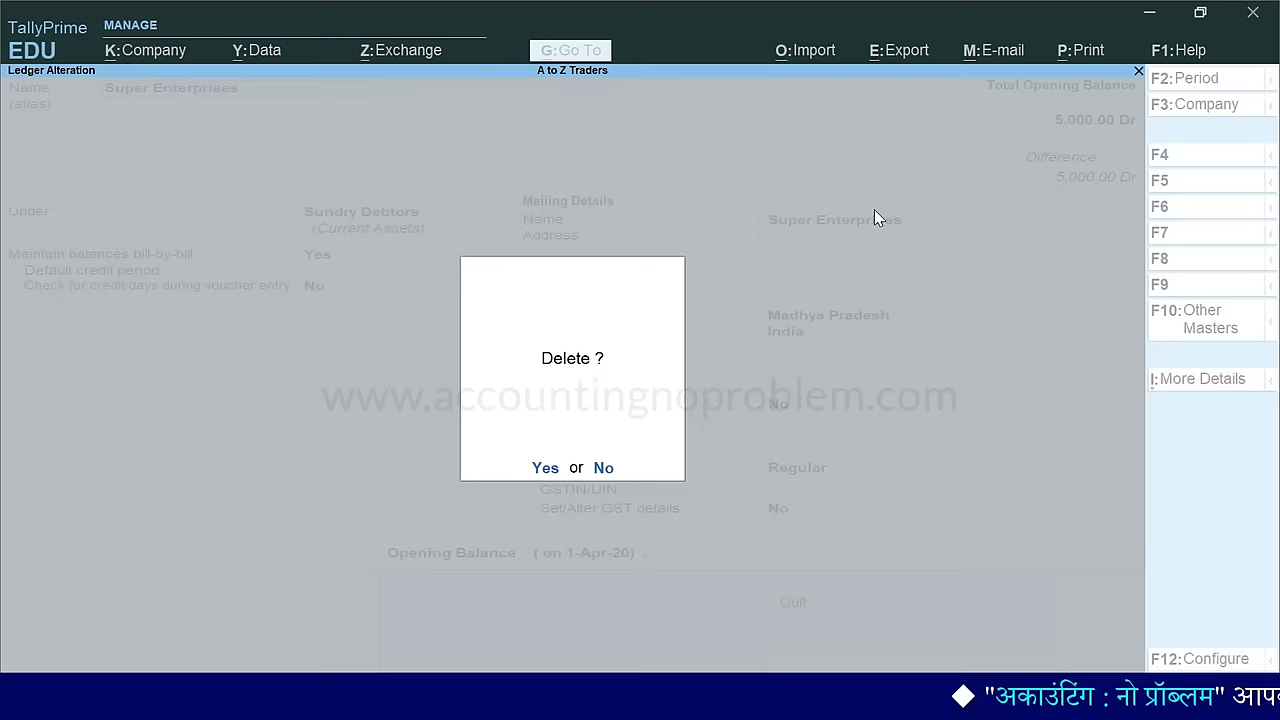 TallyPrime
EDU
MANAGE
K:Company Y:Data Z:Exchange G:Go To O:Import E:Export M:E-mail P:Print F1:Help
Ledger Alteration A to Z Traders
Name Super Enterprises Total Opening Balance
(alias)
5,000.00 Dr
Difference
5,000.00 Dr
Under Sundry Debtors
(Current Assets)
Maintain balances bill-by-bill Yes
Default credit period
Check for credit days during voucher entry No
Mailing Details
Name : Super Enterprises
Address
Madhya Pradesh
India
No
Regular
GSTIN/UIN
Set/Alter GST details No
Opening Balance ( on 1-Apr-20) :
Quit
Delete ?
Yes or No
www.accountingnoproblem.com
F2:Period
F3:Company
F4
F5
F6
F7
F8
F9
F10:Other
Masters
I:More Details
F12:Configure
"अकाउंटिंग : नो प्रॉब्लम"